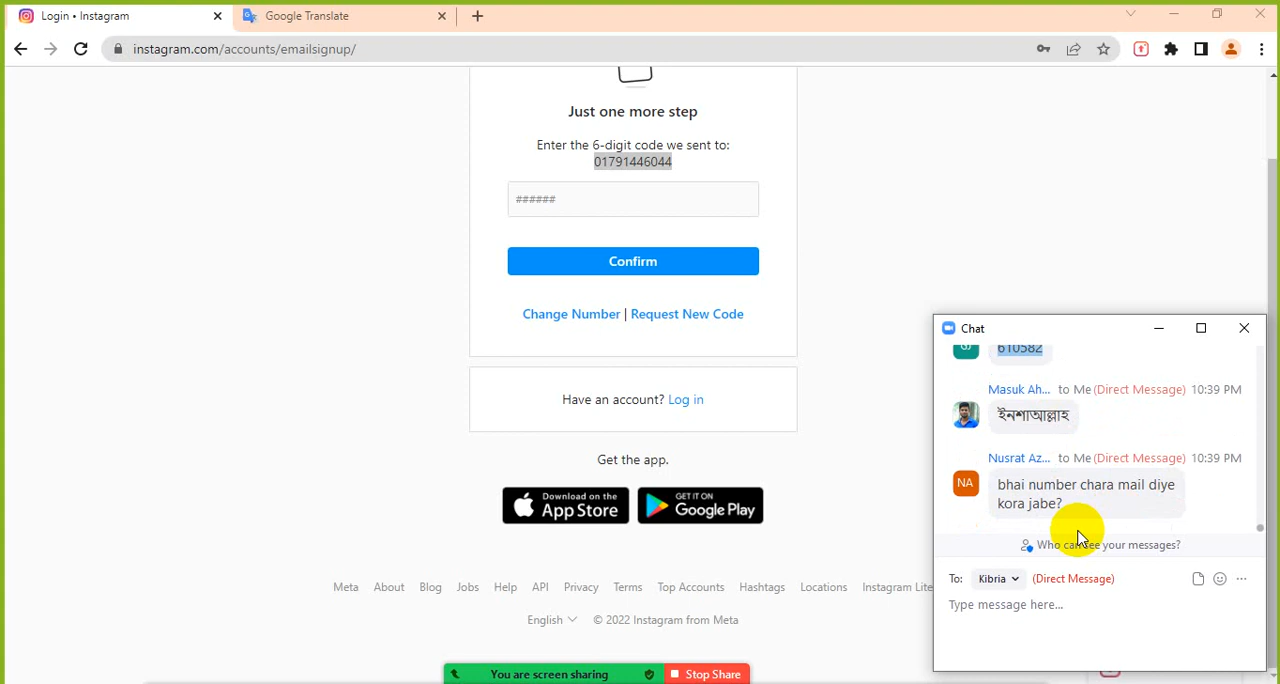 Login • Instagram
Google Translate
instagram.com/accounts/emailsignup/
Just one more step
Enter the 6-digit code we sent to:
01791446044
######
Confirm
Change Number | Request New Code
Have an account? Log in
Get the app.
Download on the App Store
GET IT ON Google Play
Meta About Blog Jobs Help API Privacy Terms Top Accounts Hashtags Locations Instagram Lite
English © 2022 Instagram from Meta
You are screen sharing Stop Share
Chat
610582
Masuk Ah... to Me (Direct Message) 10:39 PM
ইনশাআল্লাহ
Nusrat Az... to Me (Direct Message) 10:39 PM
NA
bhai number chara mail diye
kora jabe?
Who can see your messages?
To: Kibria (Direct Message)
Type message here...